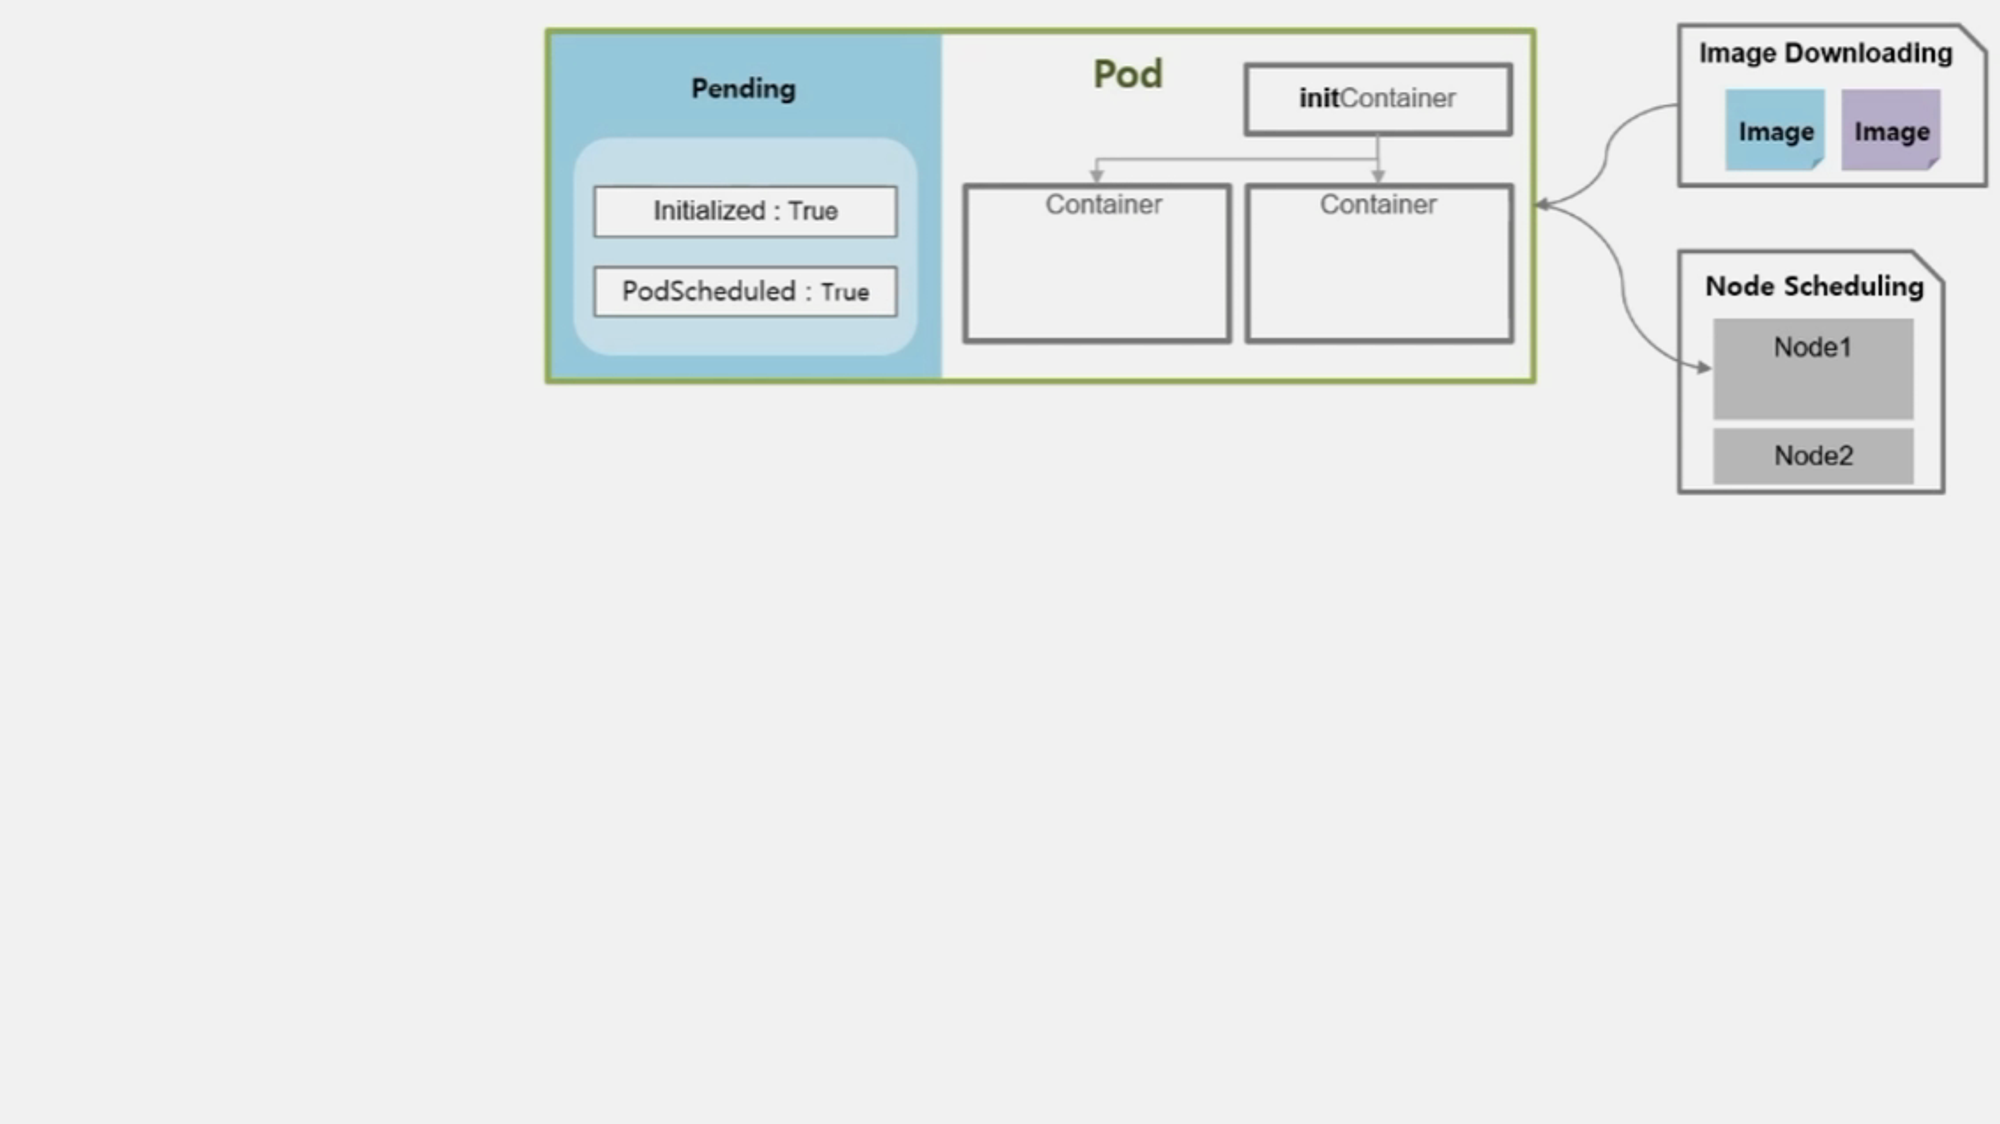 Pending
Initialized : True
PodScheduled : True
Pod
initContainer
Container
Container
Image Downloading
Image
Image
Node Scheduling
Node1
Node2